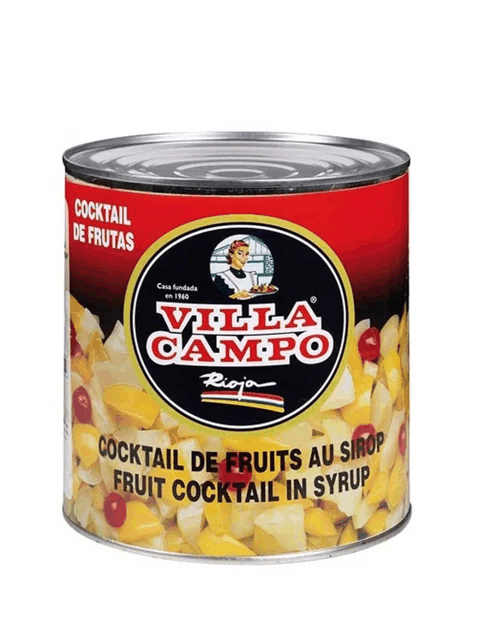 COCKTAIL
DE FRUTAS
Casa fundada
en 1960
VILLA
CAMPO
®
Rioja
COCKTAIL DE FRUITS AU SIROP
FRUIT COCKTAIL IN SYRUP